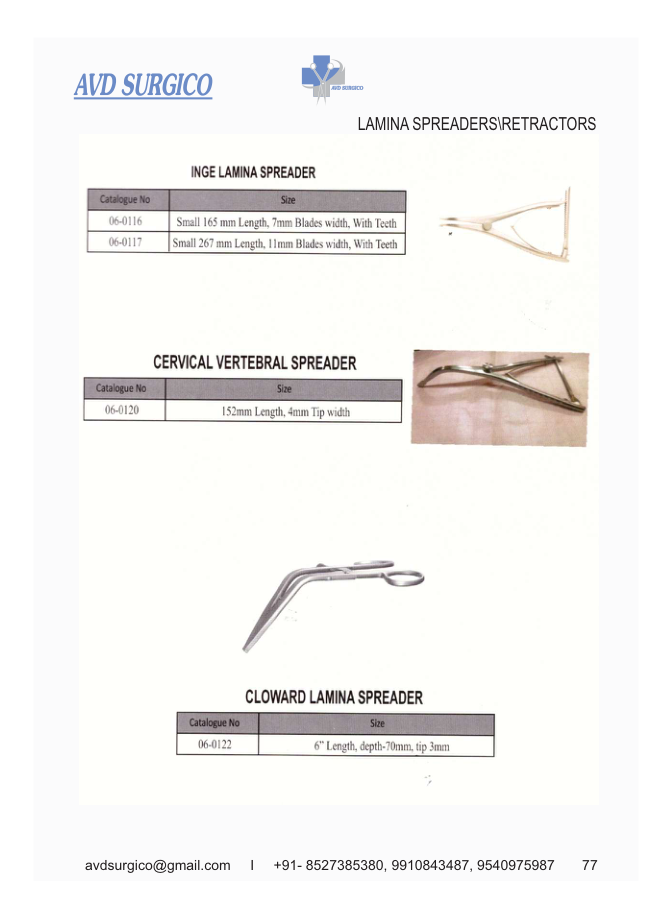 AVD SURGICO
AVD SURGICO
LAMINA SPREADERS\RETRACTORS
INGE LAMINA SPREADER
Catalogue No Size
06-0116 Small 165 mm Length, 7mm Blades width, With Teeth
06-0117 Small 267 mm Length, 11mm Blades width, With Teeth
CERVICAL VERTEBRAL SPREADER
Catalogue No Size
06-0120 152mm Length, 4mm Tip width
CLOWARD LAMINA SPREADER
Catalogue No Size
06-0122 6” Length, depth-70mm, tip 3mm
avdsurgico@gmail.com I +91- 8527385380, 9910843487, 9540975987 77